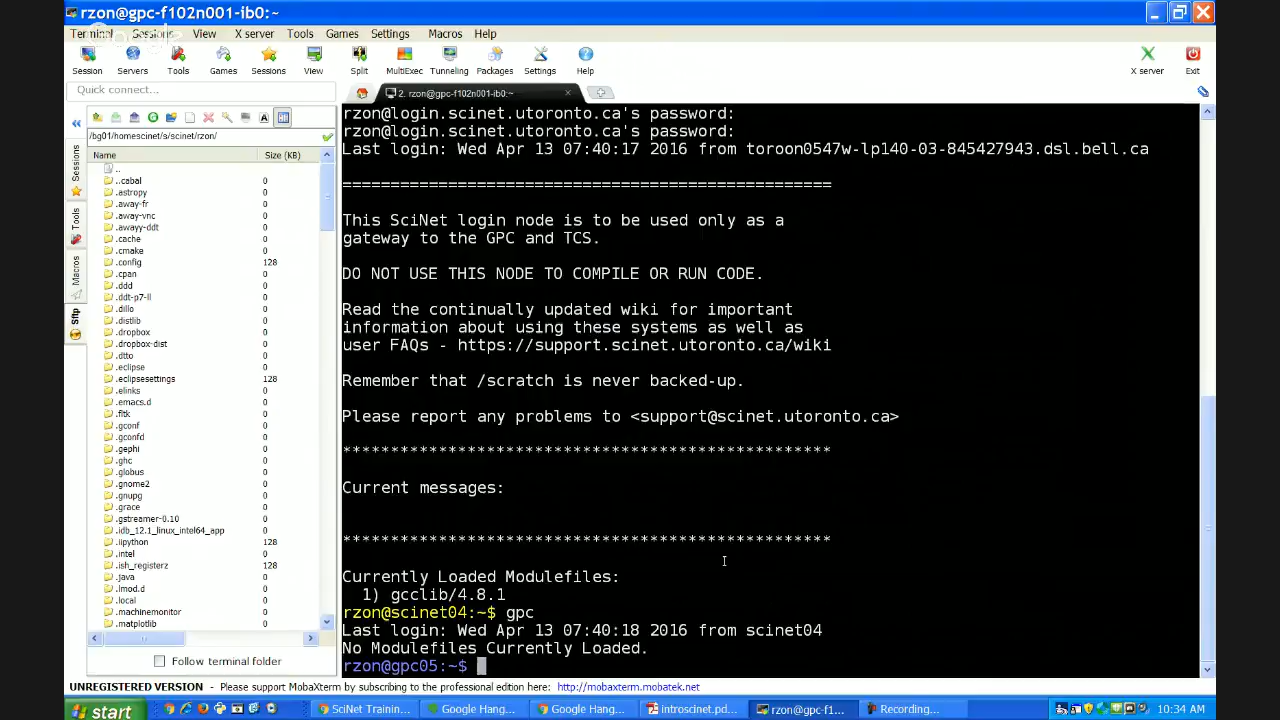 rzon@gpc-f102n001-ib0:~
Terminal Sessions View X server Tools Games Settings Macros Help
Google
Session Servers Tools Games Sessions View Split MultiExec Tunneling Packages Settings Help X server Exit
Quick connect...
2. rzon@gpc-f102n001-ib0:~
/bg01/homescinet/s/scinet/rzon/
Name Size (KB)
..
.cabal 0
.astropy 0
.away-fr 0
.away-vnc 0
.awayy-ddt 0
.cache 0
.cmake 0
.config 128
.cpan 0
.ddd 0
.ddt-p7-ll 0
.dillo 0
.distlib 0
.dropbox 0
.dropbox-dist 0
.dtto 0
.eclipse 0
.eclipsesettings 128
.elinks 0
.emacs.d 0
.fltk 0
.gconf 0
.gconfd 0
.gephi 0
.ghc 0
.globus 0
.gnome2 0
.gnupg 0
.grace 0
.gstreamer-0.10 0
.idb_12.1_linux_intel64_app 0
.iipython 128
.intel 0
.ish_registerz 128
.java 0
.lmod.d 0
.local 0
.machinemonitor 0
.matplotlib 0
Follow terminal folder
Sessions
Tools
Macros
Sftp
rzon@login.scinet.utoronto.ca's password:
rzon@login.scinet.utoronto.ca's password:
Last login: Wed Apr 13 07:40:17 2016 from toroon0547w-lp140-03-845427943.dsl.bell.ca
===================================================
This SciNet login node is to be used only as a
gateway to the GPC and TCS.
DO NOT USE THIS NODE TO COMPILE OR RUN CODE.
Read the continually updated wiki for important
information about using these systems as well as
user FAQs - https://support.scinet.utoronto.ca/wiki
Remember that /scratch is never backed-up.
Please report any problems to <support@scinet.utoronto.ca>
***************************************************
Current messages:
***************************************************
Currently Loaded Modulefiles:
1) gcclib/4.8.1
rzon@scinet04:~$ gpc
Last login: Wed Apr 13 07:40:18 2016 from scinet04
No Modulefiles Currently Loaded.
rzon@gpc05:~$
UNREGISTERED VERSION - Please support MobaXterm by subscribing to the professional edition here: http://mobaxterm.mobatek.net
start SciNet Trainin... Google Hang... Google Hang... introscinet.pd... rzon@gpc-f1... Recording... 10:34 AM